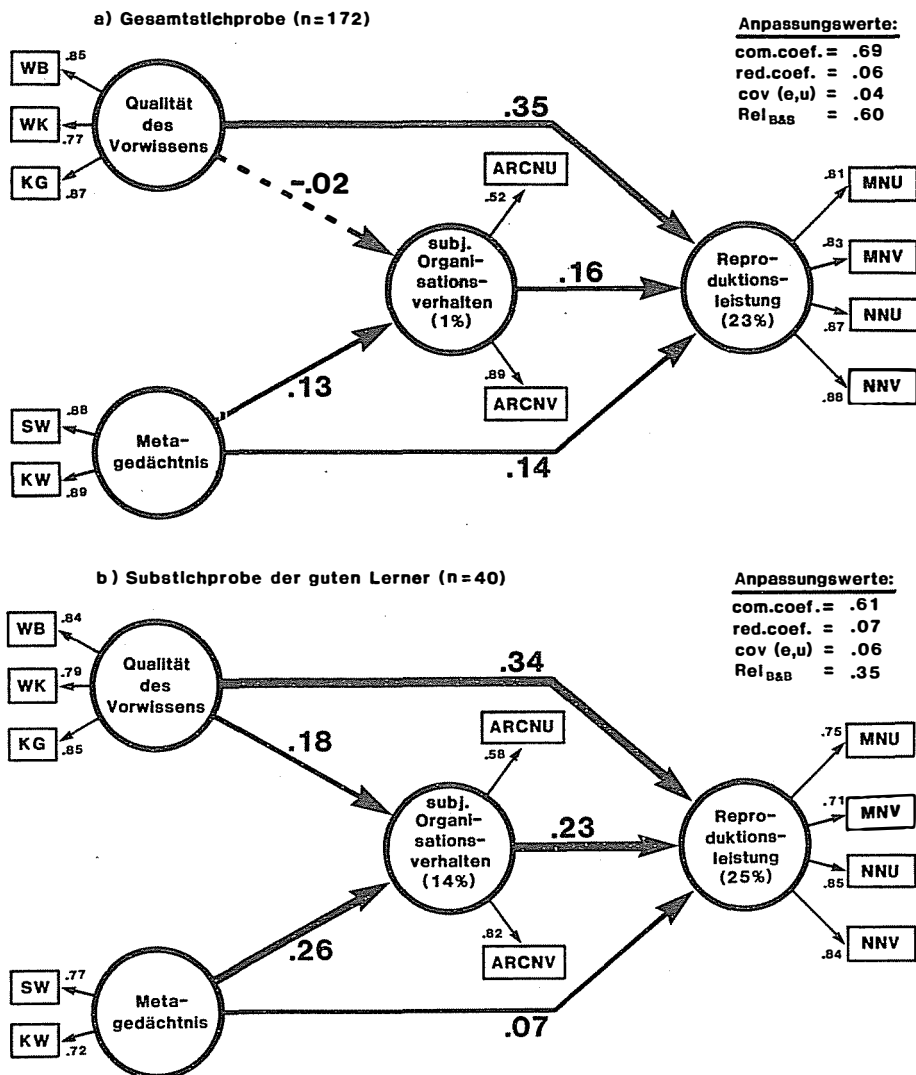 a) Gesamtstichprobe (n=172)
Anpassungswerte:
com.coef. = .69
red.coef. = .06
cov (e,u) = .04
Rel B&S = .60
WB
.85
WK
.77
KG
.87
Qualität
des
Vorwissens
.35
-.02
ARCNU
.52
subj.
Organi-
sations-
verhalten
(1%)
.16
.89
ARCNV
Repro-
duktions-
leistung
(23%)
.81
MNU
.83
MNV
.87
NNU
.88
NNV
.13
SW
.88
KW
.89
Meta-
gedächtnis
.14
b) Substichprobe der guten Lerner (n=40)
Anpassungswerte:
com.coef. = .61
red.coef. = .07
cov (e,u) = .06
Rel B&B = .35
WB
.84
WK
.79
KG
.85
Qualität
des
Vorwissens
.34
.18
ARCNU
.58
subj.
Organi-
sations-
verhalten
(14%)
.23
.82
ARCNV
Repro-
duktions-
leistung
(25%)
.75
MNU
.71
MNV
.85
NNU
.84
NNV
.26
SW
.77
KW
.72
Meta-
gedächtnis
.07